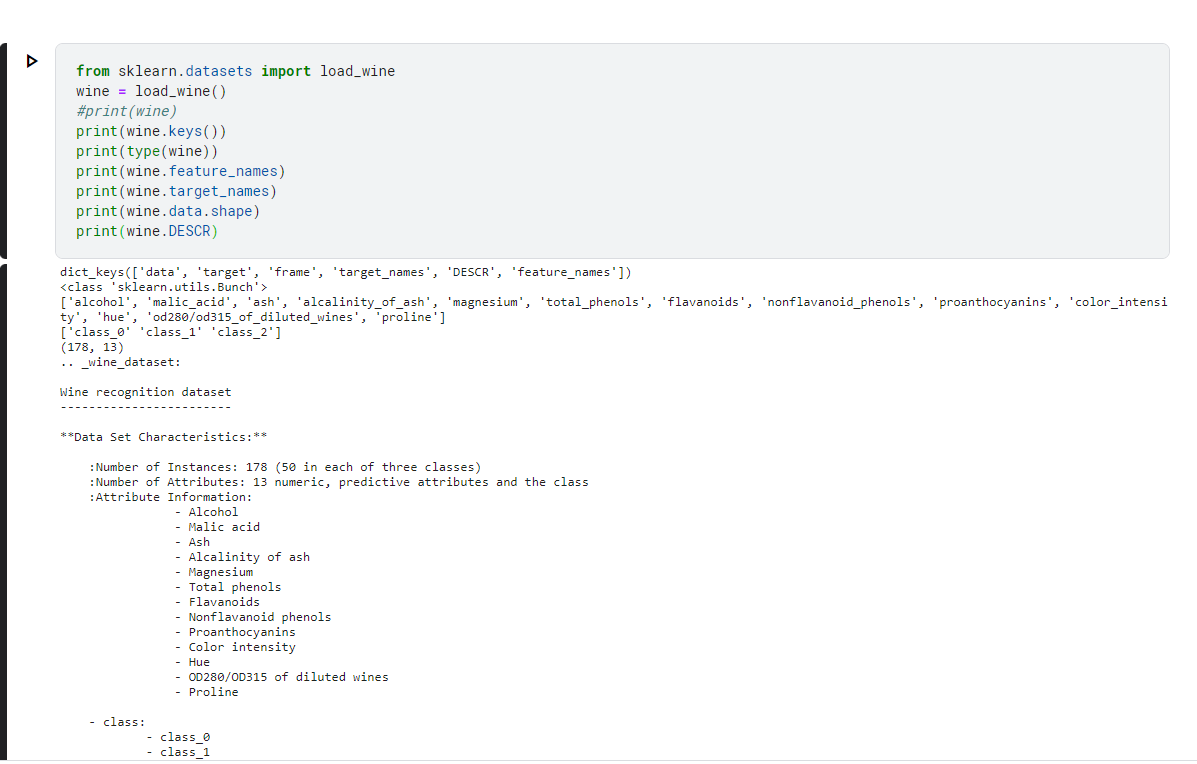 from sklearn.datasets import load_wine
wine = load_wine()
#print(wine)
print(wine.keys())
print(type(wine))
print(wine.feature_names)
print(wine.target_names)
print(wine.data.shape)
print(wine.DESCR)
dict_keys(['data', 'target', 'frame', 'target_names', 'DESCR', 'feature_names'])
<class 'sklearn.utils.Bunch'>
['alcohol', 'malic_acid', 'ash', 'alcalinity_of_ash', 'magnesium', 'total_phenols', 'flavanoids', 'nonflavanoid_phenols', 'proanthocyanins', 'color_intensi
ty', 'hue', 'od280/od315_of_diluted_wines', 'proline']
['class_0' 'class_1' 'class_2']
(178, 13)
.. _wine_dataset:
Wine recognition dataset
------------------------
**Data Set Characteristics:**
:Number of Instances: 178 (50 in each of three classes)
:Number of Attributes: 13 numeric, predictive attributes and the class
:Attribute Information:
- Alcohol
- Malic acid
- Ash
- Alcalinity of ash
- Magnesium
- Total phenols
- Flavanoids
- Nonflavanoid phenols
- Proanthocyanins
- Color intensity
- Hue
- OD280/OD315 of diluted wines
- Proline
- class:
- class_0
- class_1